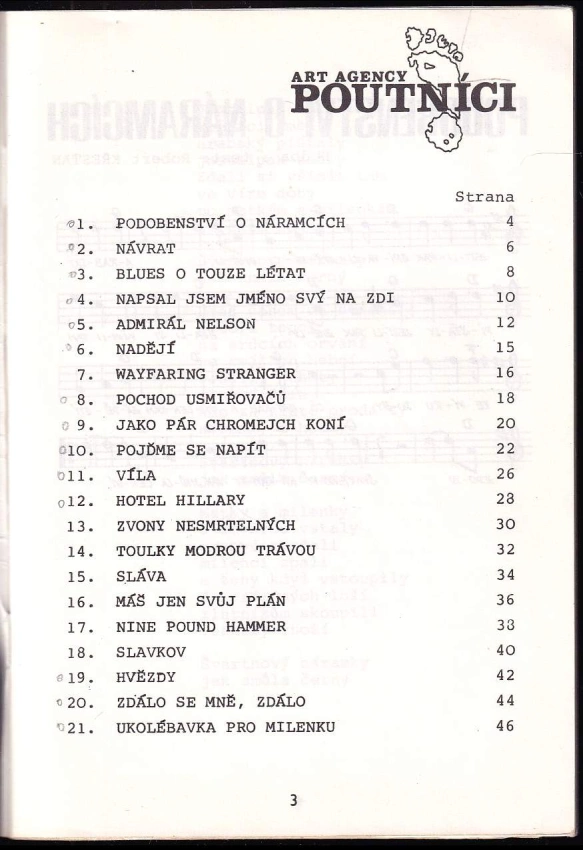 ART AGENCY
POUTNÍCI
Strana
1. PODOBENSTVÍ O NÁRAMCÍCH 4
2. NÁVRAT 6
3. BLUES O TOUZE LÉTAT 8
4. NAPSAL JSEM JMÉNO SVÝ NA ZDI 10
5. ADMIRÁL NELSON 12
6. NADĚJÍ 15
7. WAYFARING STRANGER 16
8. POCHOD USMIŘOVAČŮ 18
9. JAKO PÁR CHROMEJCH KONÍ 20
10. POJĎME SE NAPÍT 22
11. VÍLA 26
12. HOTEL HILLARY 28
13. ZVONY NESMRTELNÝCH 30
14. TOULKY MODROU TRÁVOU 32
15. SLÁVA 34
16. MÁŠ JEN SVŮJ PLÁN 36
17. NINE POUND HAMMER 38
18. SLAVKOV 40
19. HVĚZDY 42
20. ZDÁLO SE MNĚ, ZDÁLO 44
21. UKOLÉBAVKA PRO MILENKU 46
3